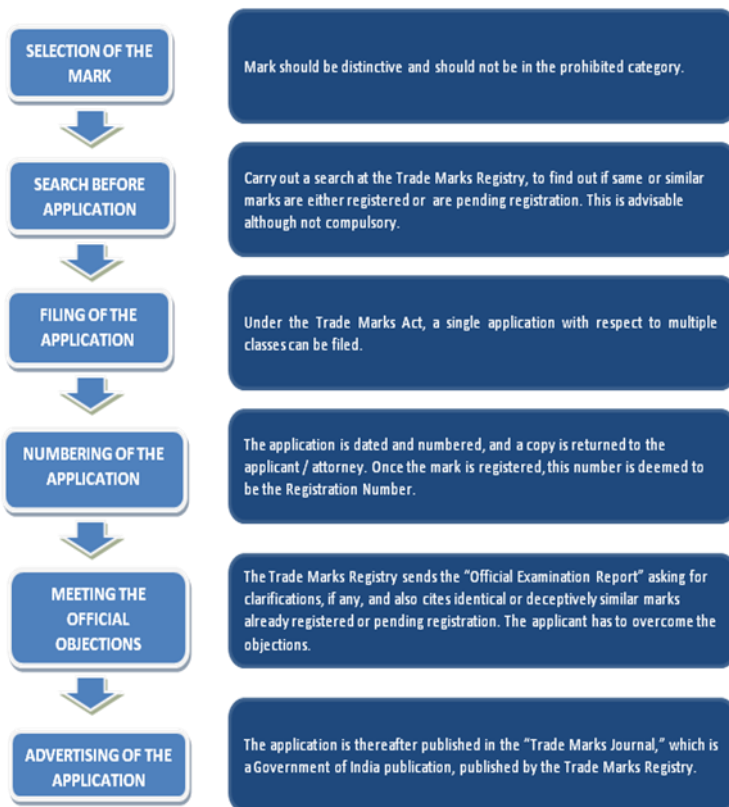 SELECTION OF THE
MARK
Mark should be distinctive and should not be in the prohibited category.
SEARCH BEFORE
APPLICATION
Carry out a search at the Trade Marks Registry, to find out if same or similar
marks are either registered or are pending registration. This is advisable
although not compulsory.
FILING OF THE
APPLICATION
Under the Trade Marks Act, a single application with respect to multiple
classes can be filed.
NUMBERING OF THE
APPLICATION
The application is dated and numbered, and a copy is returned to the
applicant / attorney. Once the mark is registered, this number is deemed to
be the Registration Number.
MEETING THE
OFFICIAL
OBJECTIONS
The Trade Marks Registry sends the “Official Examination Report” asking for
clarifications, if any, and also cites identical or deceptively similar marks
already registered or pending registration. The applicant has to overcome the
objections.
ADVERTISING OF THE
APPLICATION
The application is thereafter published in the “Trade Marks Journal,” which is
a Government of India publication, published by the Trade Marks Registry.